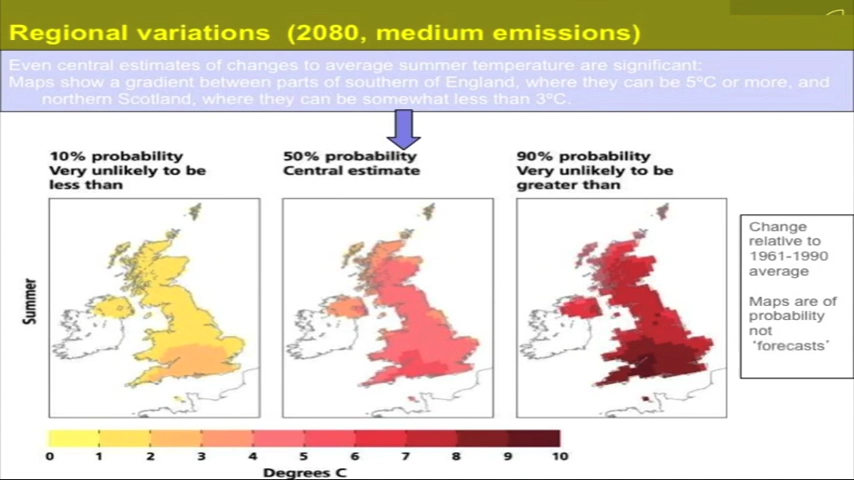 Regional variations (2080, medium emissions)
Even central estimates of changes to average summer temperature are significant:
Maps show a gradient between parts of southern of England, where they can be 5°C or more, and
northern Scotland, where they can be somewhat less than 3°C.
10% probability
Very unlikely to be
less than
50% probability
Central estimate
90% probability
Very unlikely to be
greater than
Summer
Change
relative to
1961-1990
average
Maps are of
probability
not
‘forecasts’
0 1 2 3 4 5 6 7 8 9 10
Degrees C